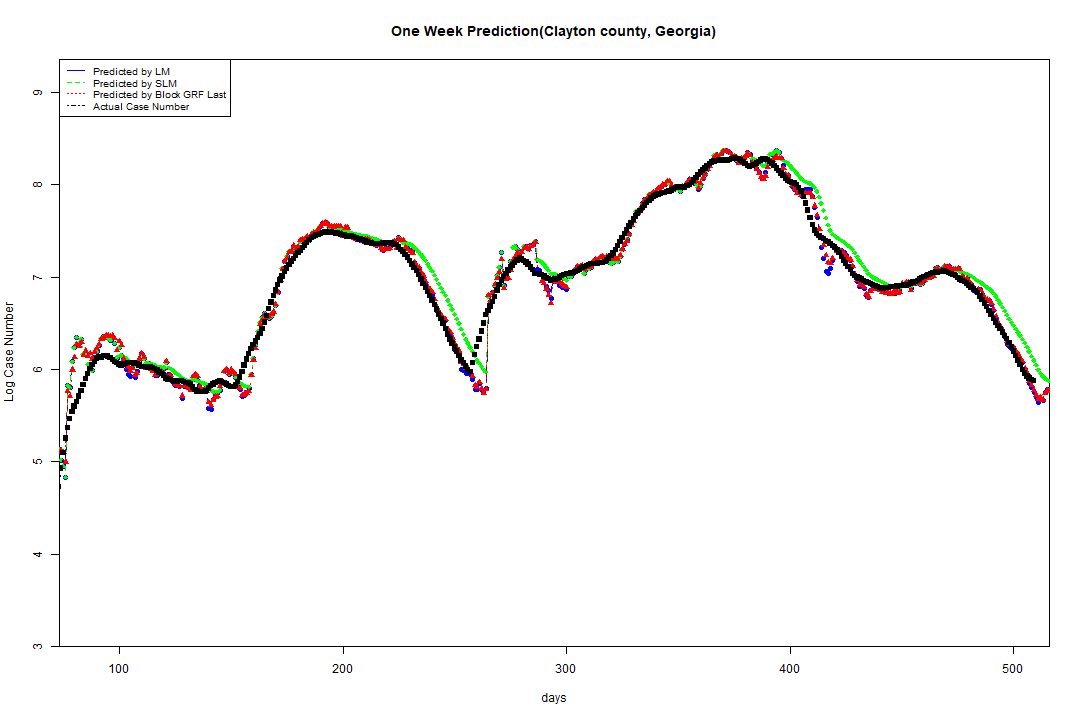 One Week Prediction(Clayton county, Georgia)
Predicted by LM
Predicted by SLM
Predicted by Block GRF Last
Actual Case Number
Log Case Number
9
8
7
6
5
4
3
100 200 300 400 500
days